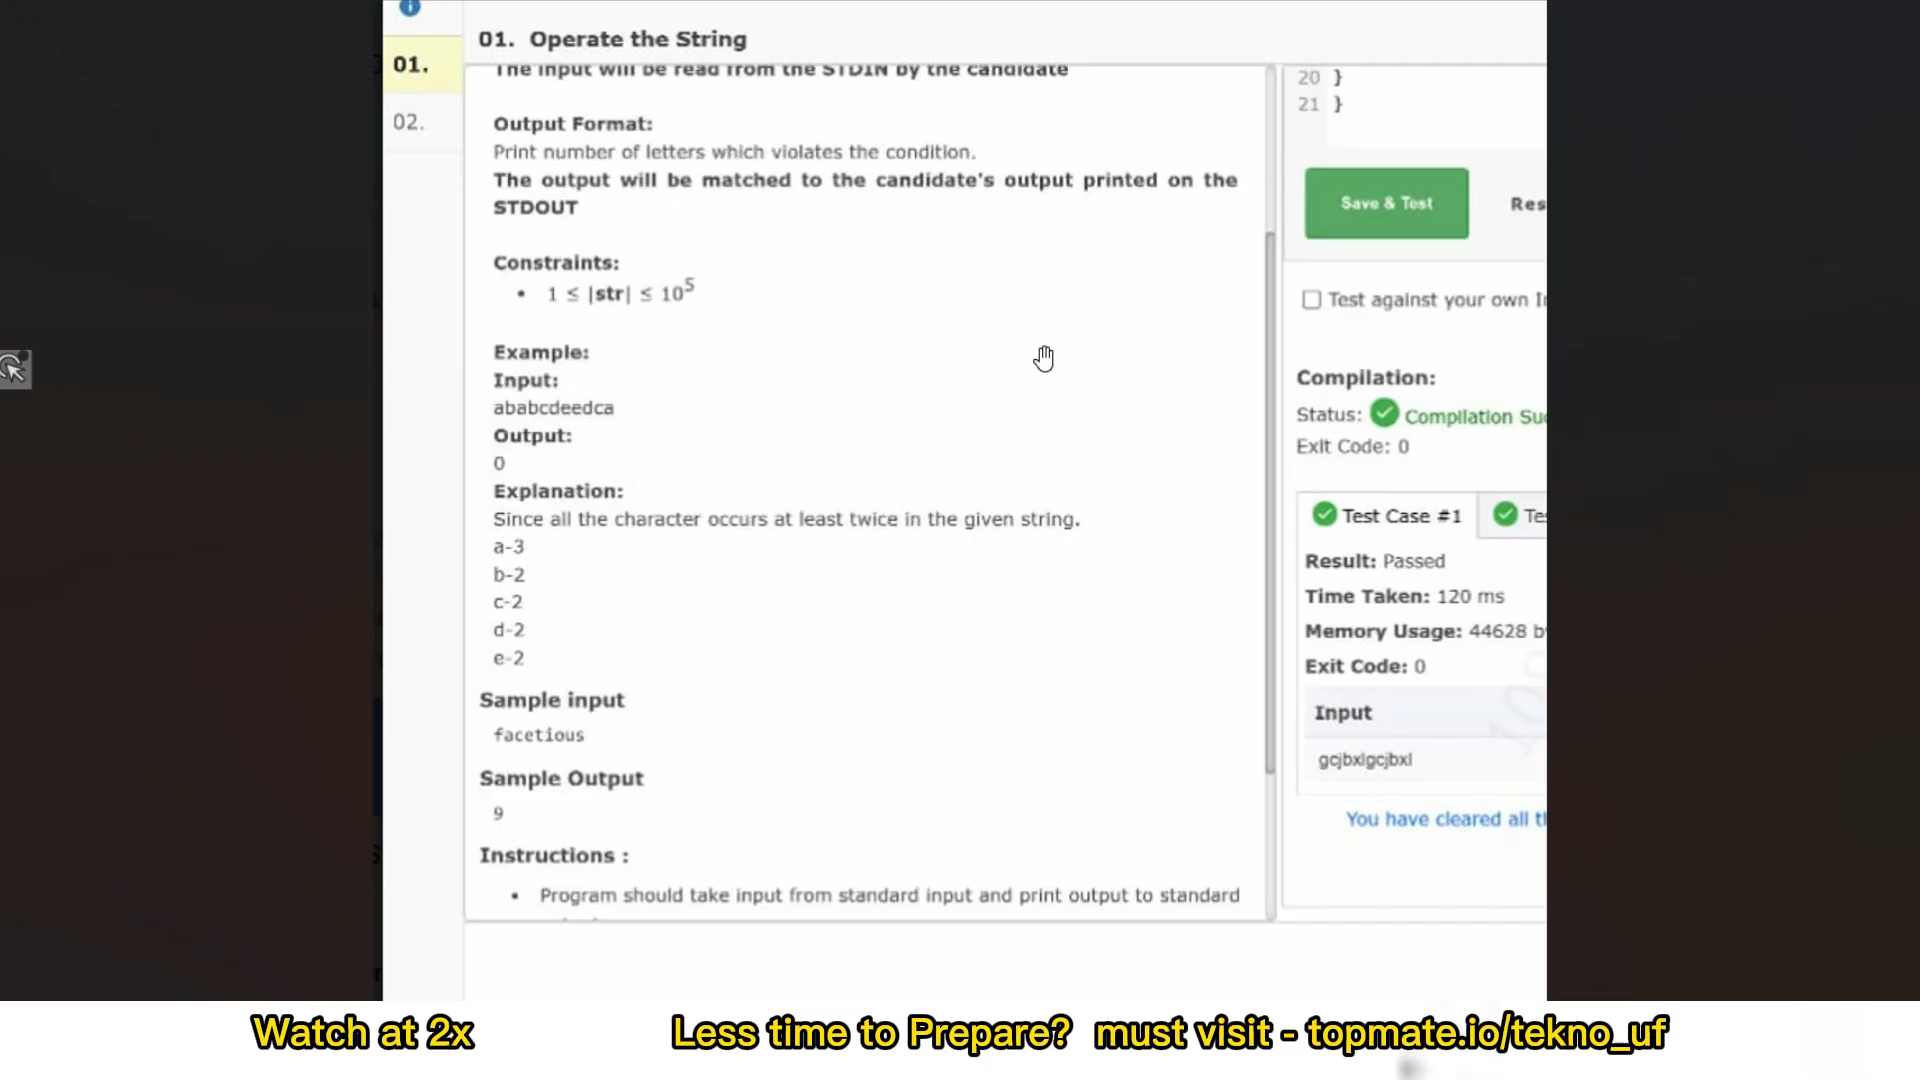 01. Operate the String
01.
The input will be read from the STDIN by the candidate
02.
Output Format:
Print number of letters which violates the condition.
The output will be matched to the candidate's output printed on the
STDOUT
Constraints:
• 1 ≤ |str| ≤ 10^5
Example:
Input:
ababcdeedca
Output:
0
Explanation:
Since all the character occurs at least twice in the given string.
a-3
b-2
c-2
d-2
e-2
Sample input
facetious
Sample Output
9
Instructions :
• Program should take input from standard input and print output to standard
20 }
21 }
Save & Test
Res
Test against your own I
Compilation:
Status: Compilation Suc
Exit Code: 0
Test Case #1 Te
Result: Passed
Time Taken: 120 ms
Memory Usage: 44628 b
Exit Code: 0
Input
gcjbxlgcjbxl
You have cleared all t
Watch at 2x
Less time to Prepare? must visit - topmate.io/tekno_uf